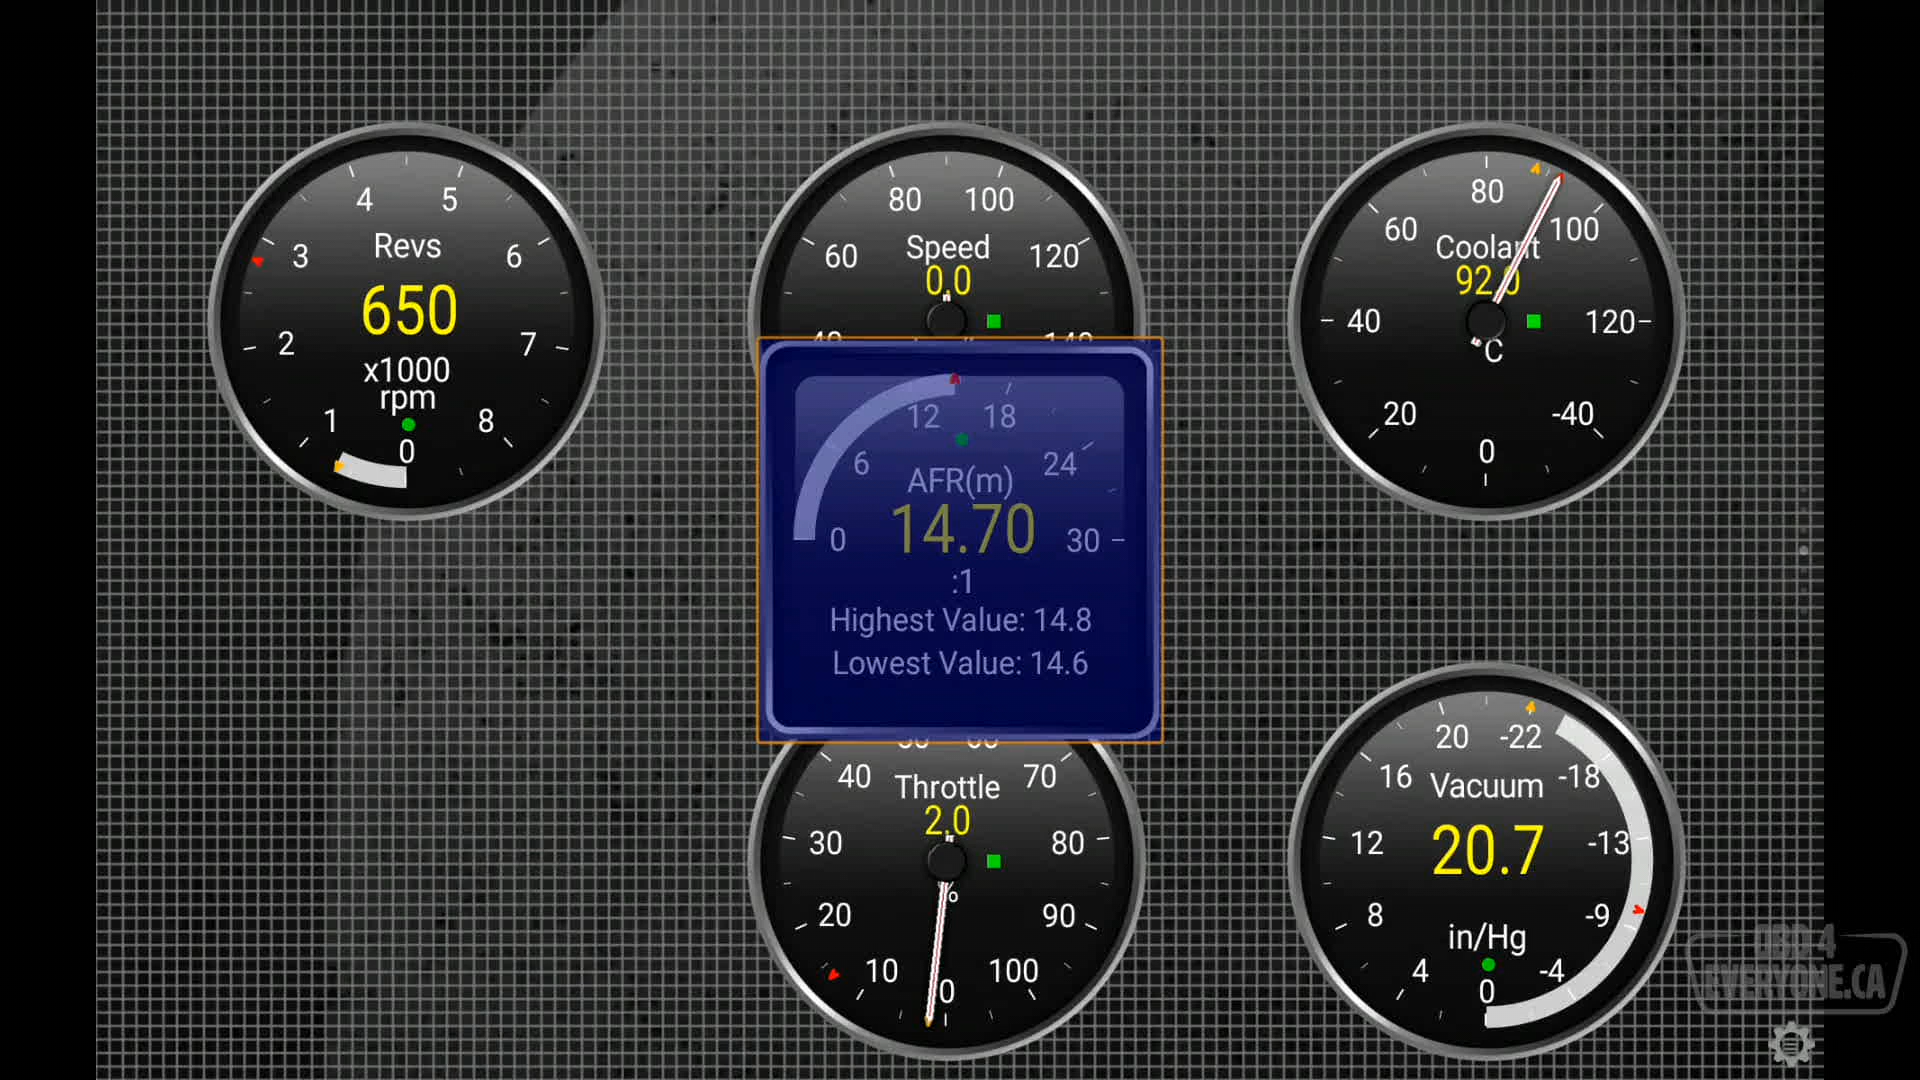 4 5
3 6
Revs
650
2 7
x1000
rpm
1 8
0
80 100
60 120
Speed
0.0
80
60 100
Coolant
92.0
40 120
C
20 -40
0
12 18
6 24
AFR(m)
14.70
0 30
:1
Highest Value: 14.8
Lowest Value: 14.6
40 70
Throttle
2.0
30 80
%
20 90
10 100
0
20 -22
16 -18
Vacuum
12 -13
20.7
8 -9
in/Hg
4 -4
0
OBD 4
EVERYONE.CA